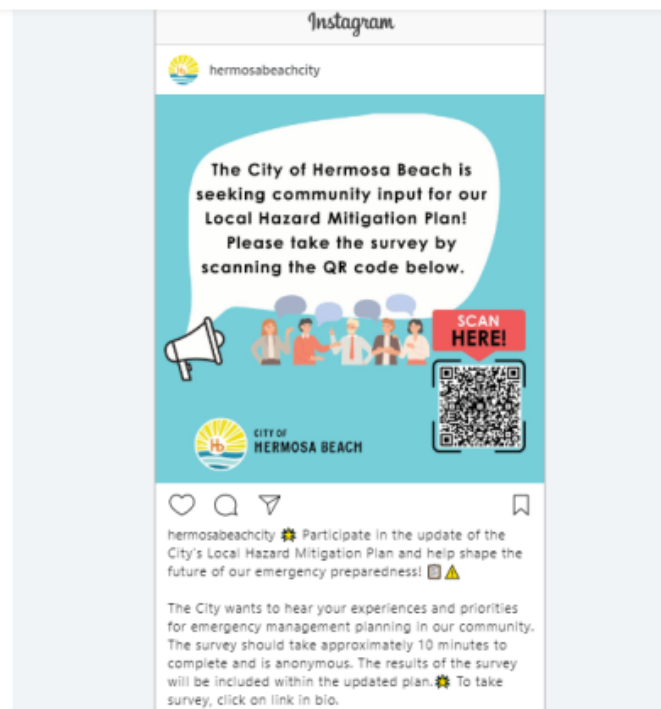 Instagram
hermosabeachcity
The City of Hermosa Beach is
seeking community input for our
Local Hazard Mitigation Plan!
Please take the survey by
scanning the QR code below.
SCAN
HERE!
Hb
CITY OF
HERMOSA BEACH
hermosabeachcity Participate in the update of the
City's Local Hazard Mitigation Plan and help shape the
future of our emergency preparedness!
The City wants to hear your experiences and priorities
for emergency management planning in our community.
The survey should take approximately 10 minutes to
complete and is anonymous. The results of the survey
will be included within the updated plan. To take
survey, click on link in bio.